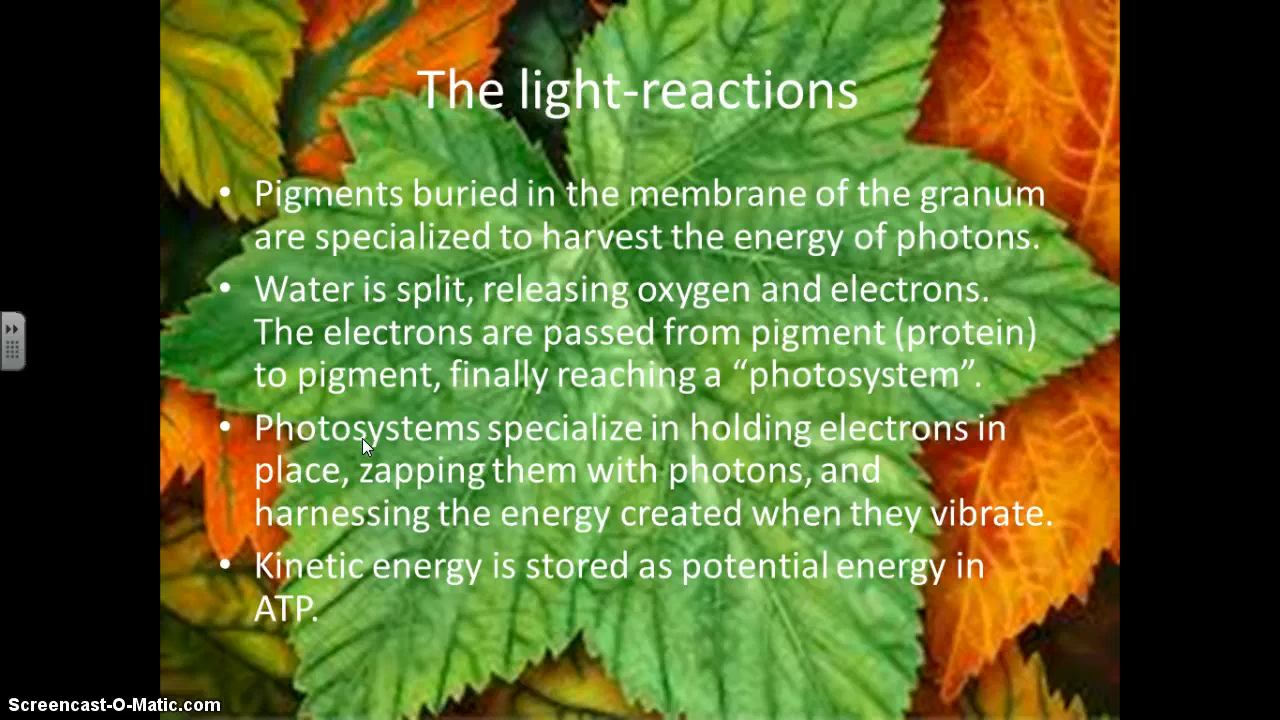 The light-reactions
• Pigments buried in the membrane of the granum
are specialized to harvest the energy of photons.
• Water is split, releasing oxygen and electrons.
The electrons are passed from pigment (protein)
to pigment, finally reaching a “photosystem”.
• Photosystems specialize in holding electrons in
place, zapping them with photons, and
harnessing the energy created when they vibrate.
• Kinetic energy is stored as potential energy in
ATP.
Screencast-O-Matic.com